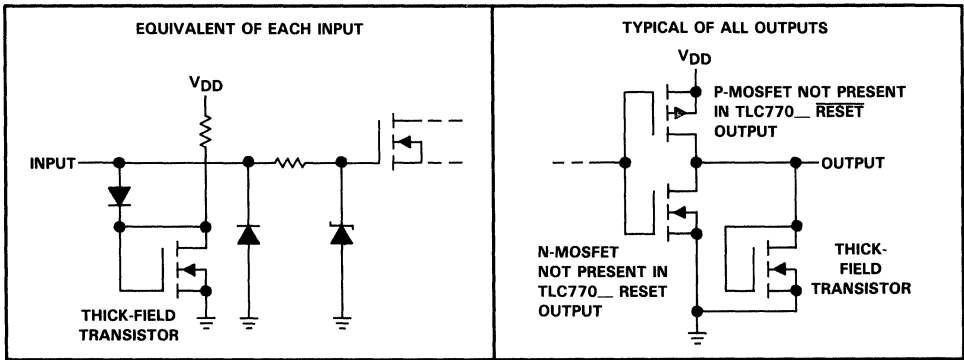 EQUIVALENT OF EACH INPUT
VDD
INPUT
THICK-FIELD
TRANSISTOR
TYPICAL OF ALL OUTPUTS
VDD
P-MOSFET NOT PRESENT
IN TLC770__ RESET
OUTPUT
OUTPUT
N-MOSFET
NOT PRESENT IN
TLC770__ RESET
OUTPUT
THICK-
FIELD
TRANSISTOR